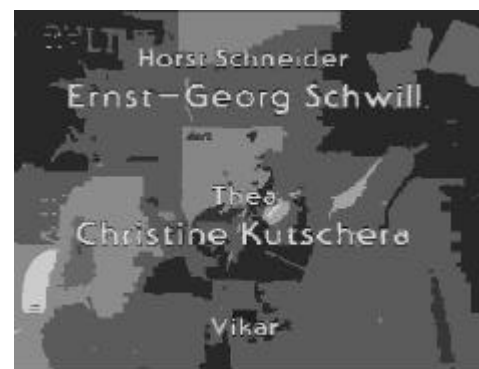 Horst Schneider
Ernst-Georg Schwill
Thea
Christine Kutschera
Vikar